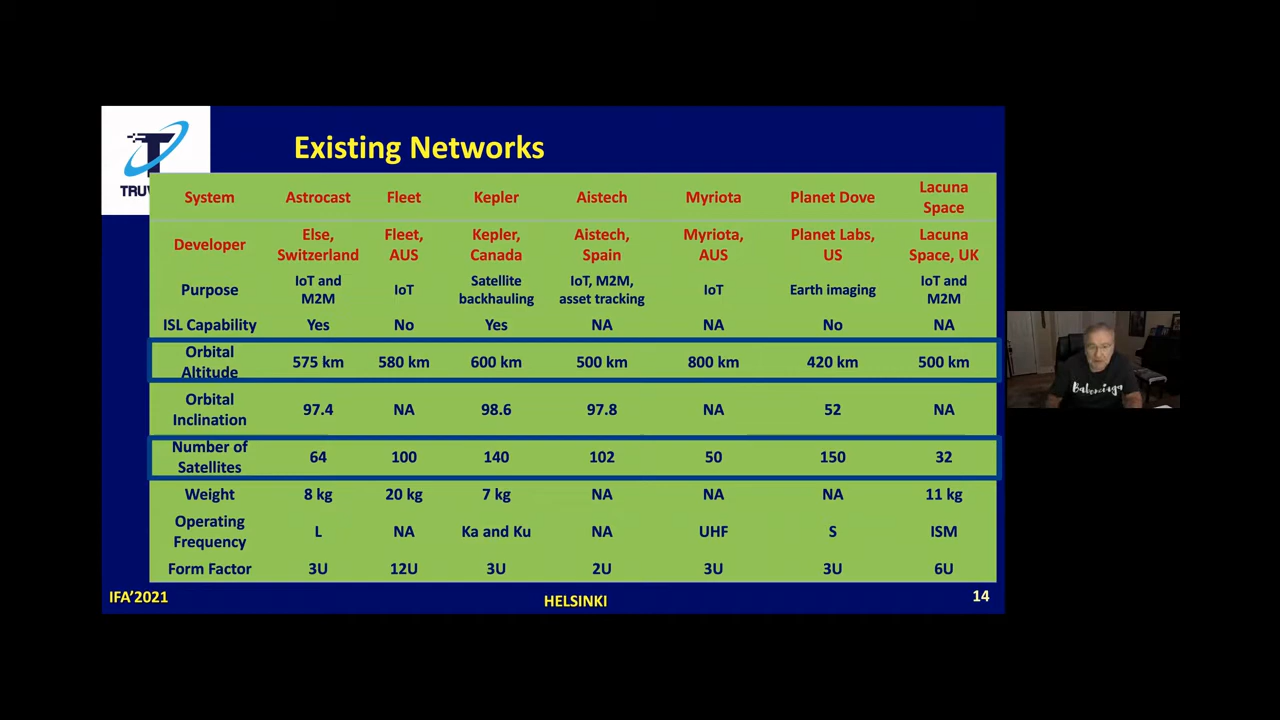 Existing Networks
TRUV
System Astrocast Fleet Kepler Aistech Myriota Planet Dove Lacuna Space
Developer Else, Switzerland Fleet, AUS Kepler, Canada Aistech, Spain Myriota, AUS Planet Labs, US Lacuna Space, UK
Purpose IoT and M2M IoT Satellite backhauling IoT, M2M, asset tracking IoT Earth imaging IoT and M2M
ISL Capability Yes No Yes NA NA No NA
Orbital Altitude 575 km 580 km 600 km 500 km 800 km 420 km 500 km
Orbital Inclination 97.4 NA 98.6 97.8 NA 52 NA
Number of Satellites 64 100 140 102 50 150 32
Weight 8 kg 20 kg 7 kg NA NA NA 11 kg
Operating Frequency L NA Ka and Ku NA UHF S ISM
Form Factor 3U 12U 3U 2U 3U 3U 6U
IFA'2021
HELSINKI
14